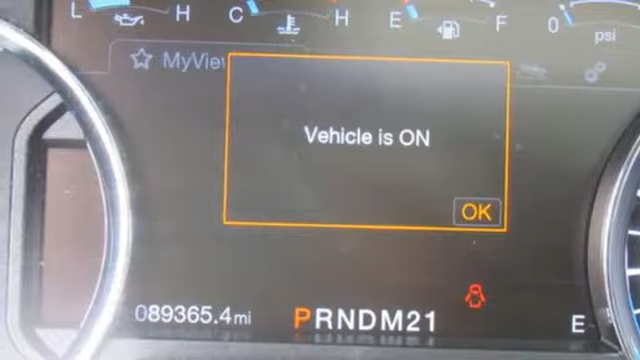 L H C H E F 0
psi
MyView
Vehicle is ON
OK
089365.4mi PRNDM21 E